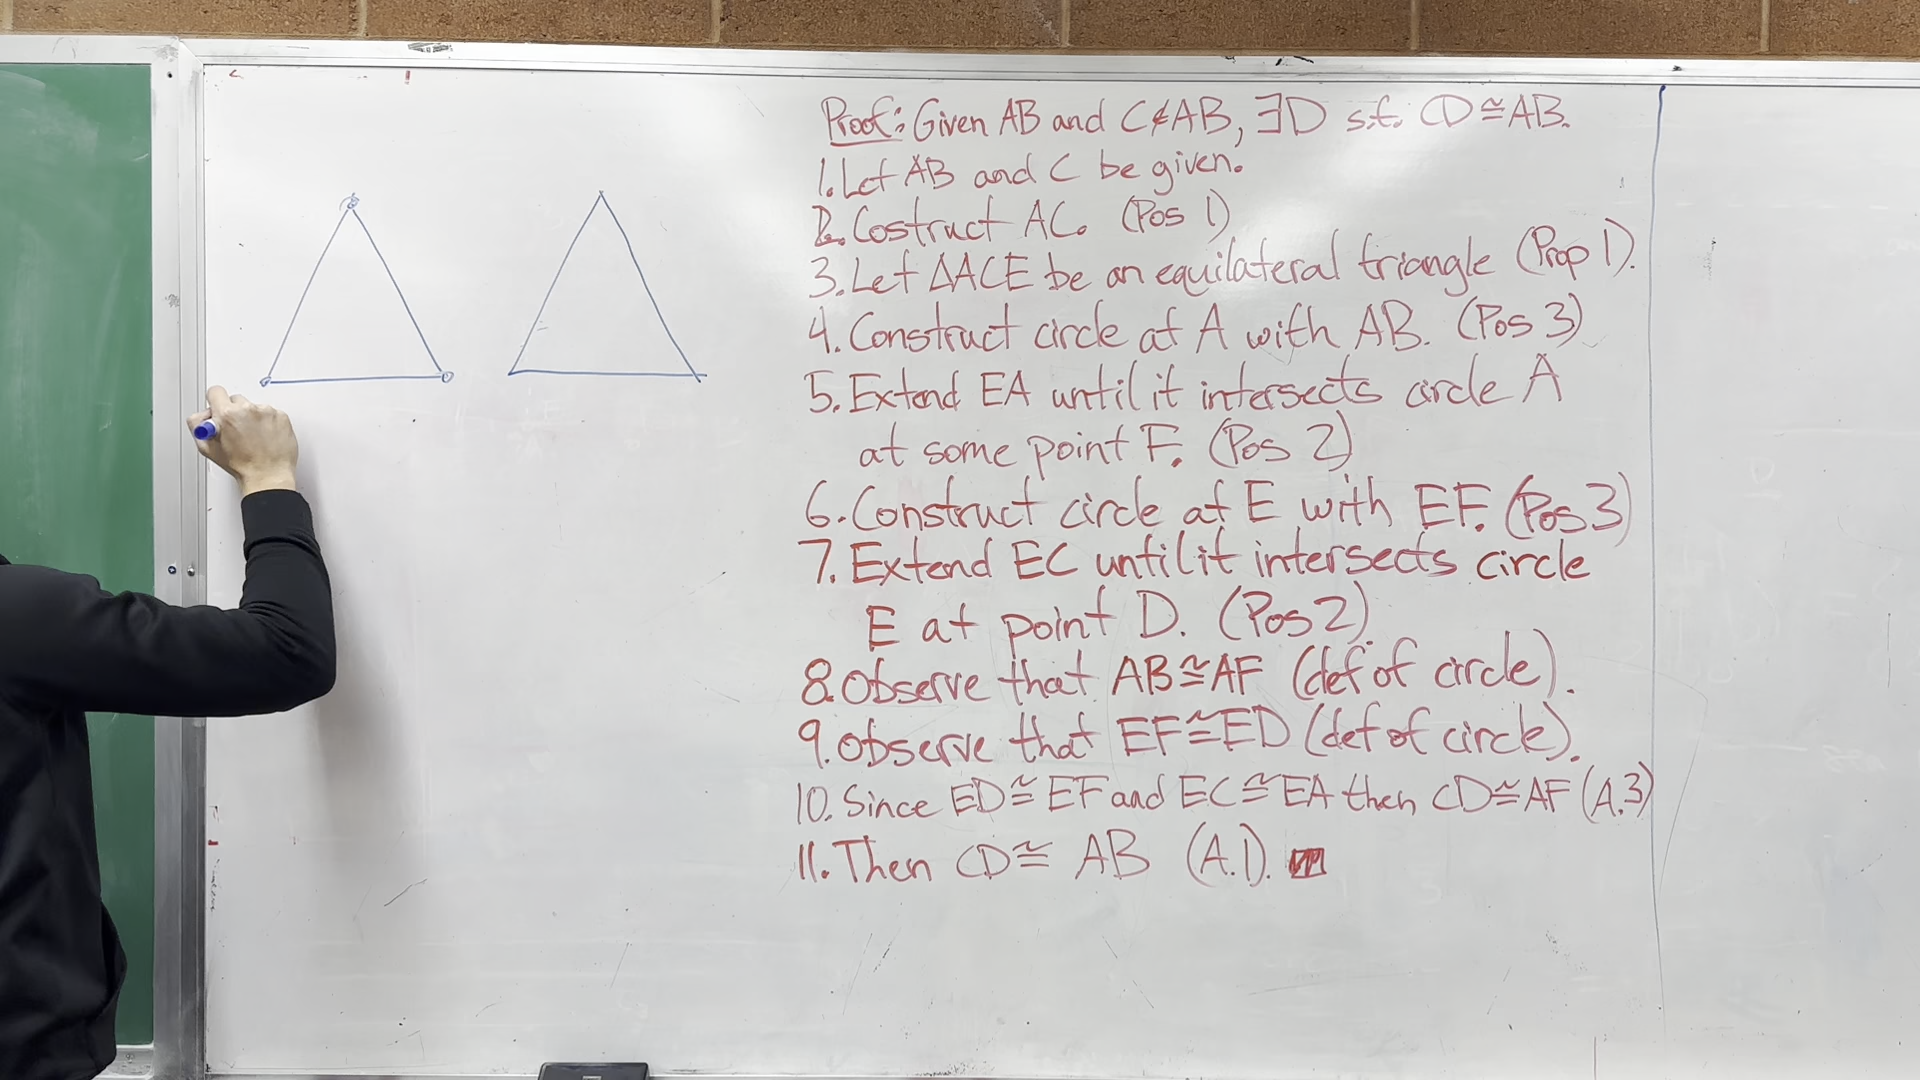 Proof: Given AB and C∉AB, ∃D s.t. CD≅AB.
1. Let AB and C be given.
2. Costruct AC. (Pos 1)
3. Let △ACE be an equilateral triangle (Prop 1).
4. Construct circle at A with AB. (Pos 3)
5. Extend EA until it intersects circle A
at some point F. (Pos 2)
6. Construct circle at E with EF. (Pos 3)
7. Extend EC until it intersects circle
E at point D. (Pos 2)
8. Observe that AB≅AF (def of circle).
9. Observe that EF≅ED (def of circle).
10. Since ED≅EF and EC≅EA then CD≅AF (A.3)
11. Then CD≅AB (A.1).